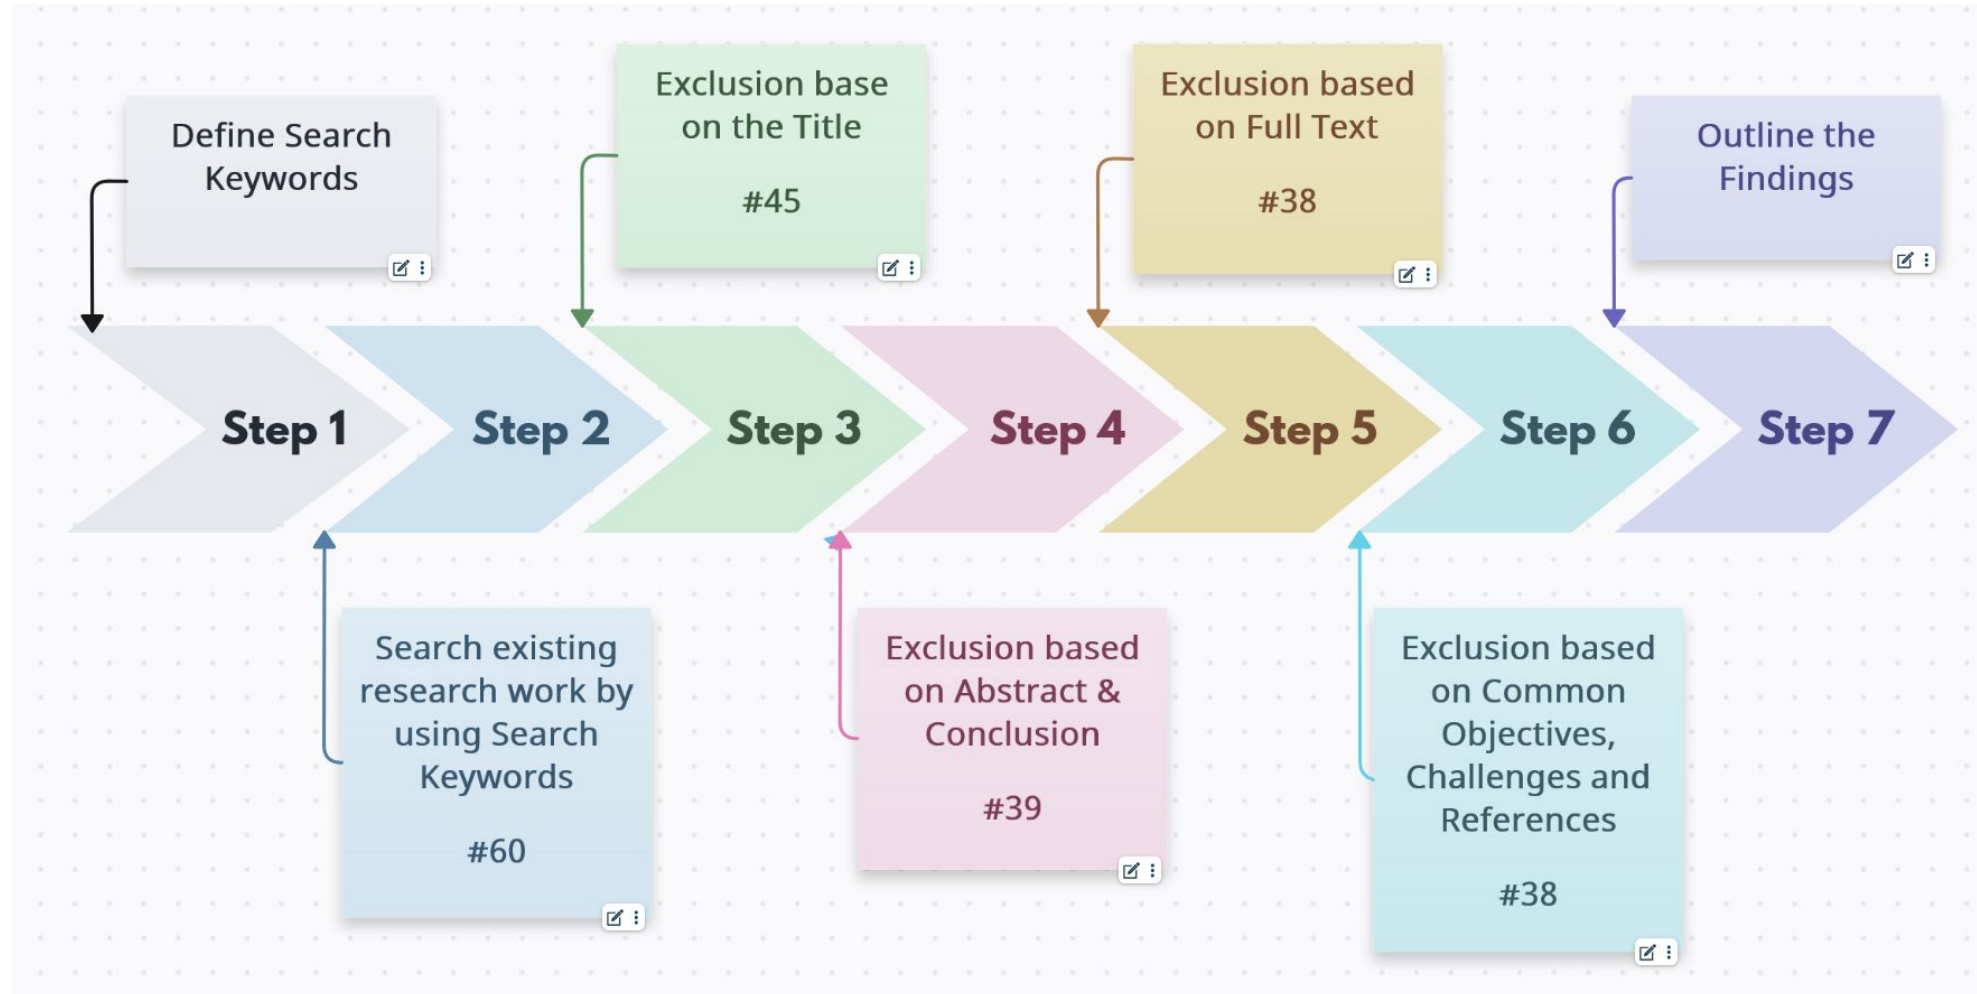 Define Search
Keywords
Exclusion base
on the Title
#45
Exclusion based
on Full Text
#38
Outline the
Findings
Step 1
Step 2
Step 3
Step 4
Step 5
Step 6
Step 7
Search existing
research work by
using Search
Keywords
#60
Exclusion based
on Abstract &
Conclusion
#39
Exclusion based
on Common
Objectives,
Challenges and
References
#38